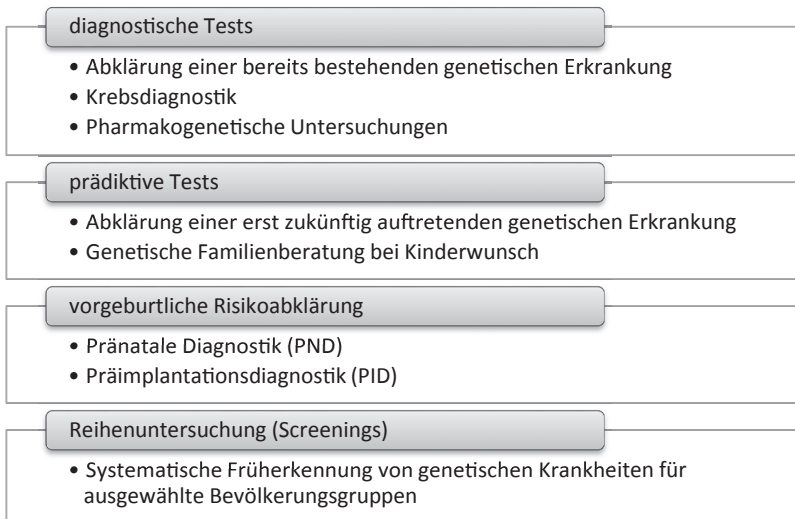 diagnostische Tests
• Abklärung einer bereits bestehenden genetischen Erkrankung
• Krebsdiagnostik
• Pharmakogenetische Untersuchungen
prädiktive Tests
• Abklärung einer erst zukünftig auftretenden genetischen Erkrankung
• Genetische Familienberatung bei Kinderwunsch
vorgeburtliche Risikoabklärung
• Pränatale Diagnostik (PND)
• Präimplantationsdiagnostik (PID)
Reihenuntersuchung (Screenings)
• Systematische Früherkennung von genetischen Krankheiten für
ausgewählte Bevölkerungsgruppen